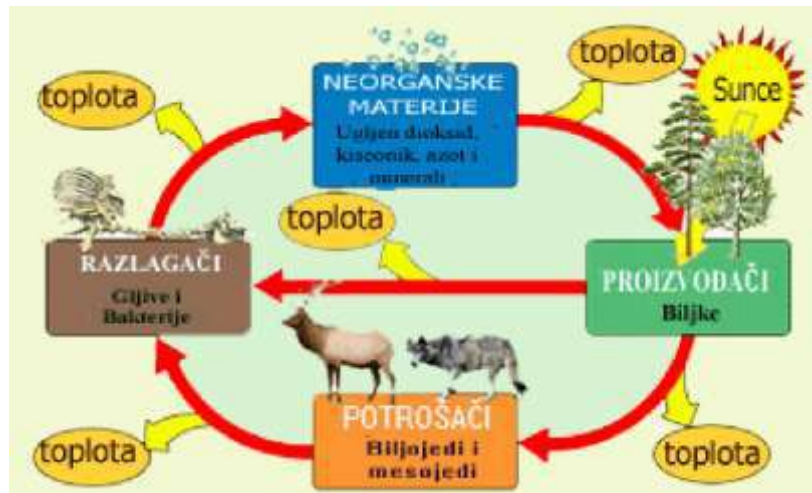 toplota
toplota
Sunce
NEORGANSKE
MATERIJE
Ugljen dioksid,
kiseonik, azot i
minerali
toplota
RAZLAGAČI
Gljive i
Bakterije
PROIZVOĐAČI
Biljke
POTROŠAČI
Biljojedi i
mesojedi
toplota
toplota